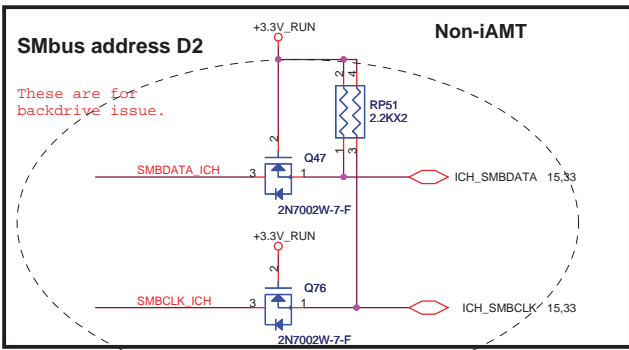 +3.3V_RUN
Non-iAMT
SMbus address D2
These are for
backdrive issue.
2
4
RP51
2.2KX2
2
1
3
Q47
SMBDATA_ICH
3
1
ICH_SMBDATA 15,33
2N7002W-7-F
+3.3V_RUN
2
Q76
SMBCLK_ICH
3
1
ICH_SMBCLK 15,33
2N7002W-7-F